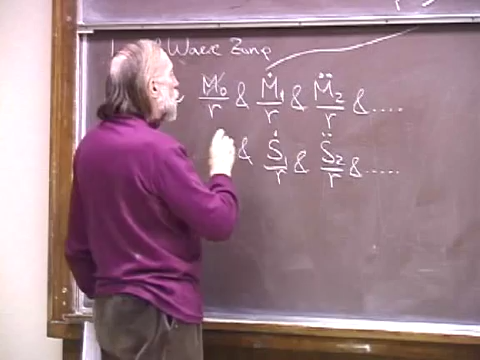 Wave Zone
M₀/r & Ṁ₁/r & M̈₂/r & ....
& Ṡ₁/r & S̈₂/r & .....